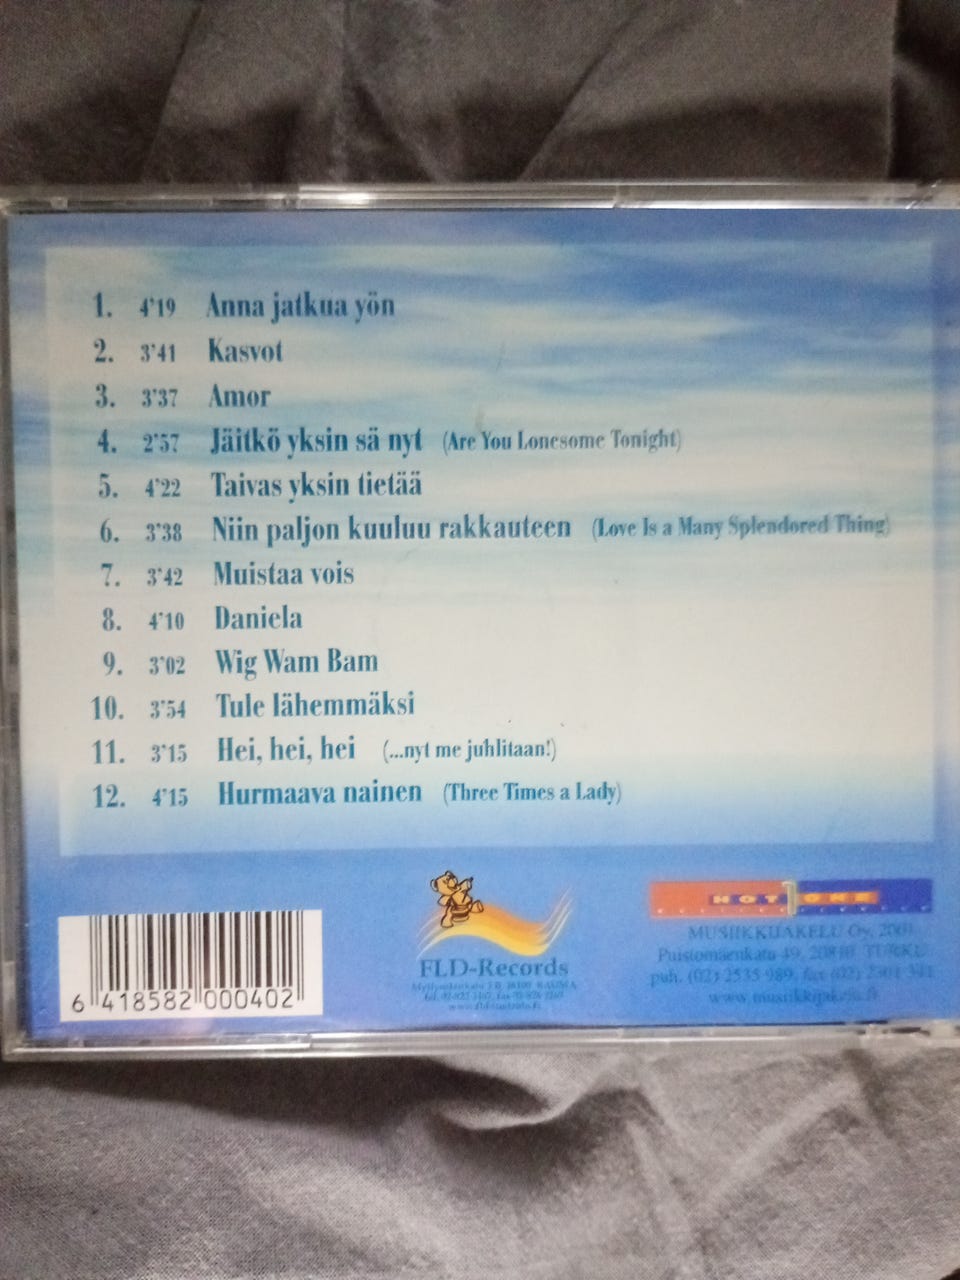 1. 4'19 Anna jatkua yön
2. 3'41 Kasvot
3. 3'37 Amor
4. 2'57 Jäitkö yksin sä nyt (Are You Lonesome Tonight)
5. 4'22 Taivas yksin tietää
6. 3'38 Niin paljon kuuluu rakkauteen (Love Is a Many Splendored Thing)
7. 3'42 Muistaa vois
8. 4'10 Daniela
9. 3'02 Wig Wam Bam
10. 3'54 Tule lähemmäksi
11. 3'15 Hei, hei, hei (...nyt me juhlitaan!)
12. 4'15 Hurmaava nainen (Three Times a Lady)
6 418582 000402
FLD-Records
RAUMA
HOT ONE
MUSIIKKIJAKELU Oy, 2001
Puistomäenkatu 49, TURKU
puh. (02) 2535 989, fax (02)